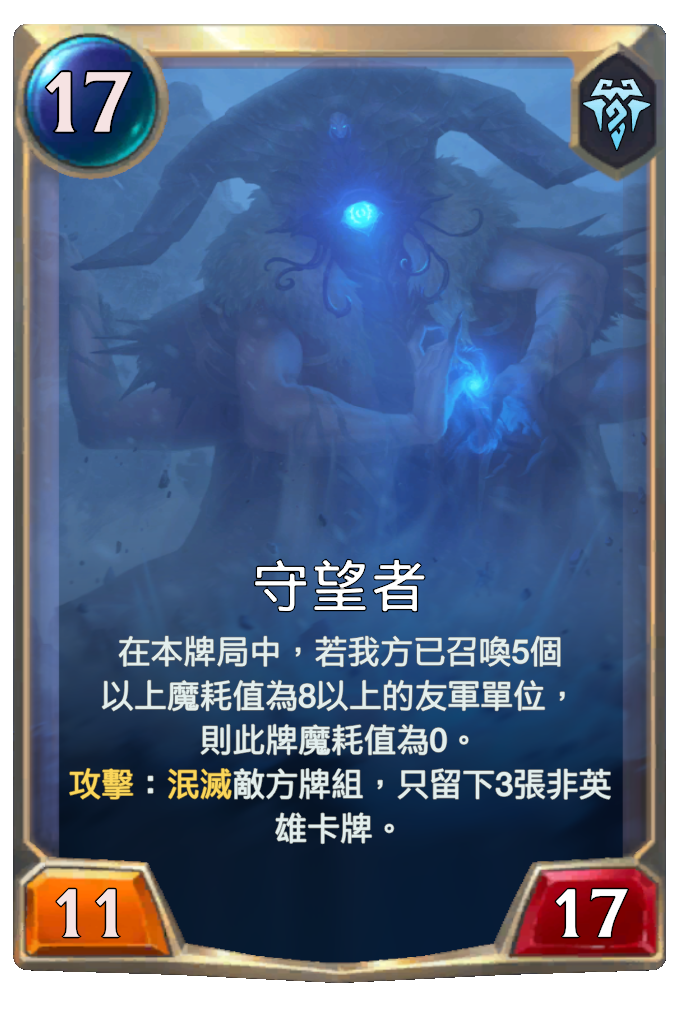 17
守望者
在本牌局中，若我方已召喚5個
以上魔耗值為8以上的友軍單位，
則此牌魔耗值為0。
攻擊：泯滅敵方牌組，只留下3張非英
雄卡牌。
11
17